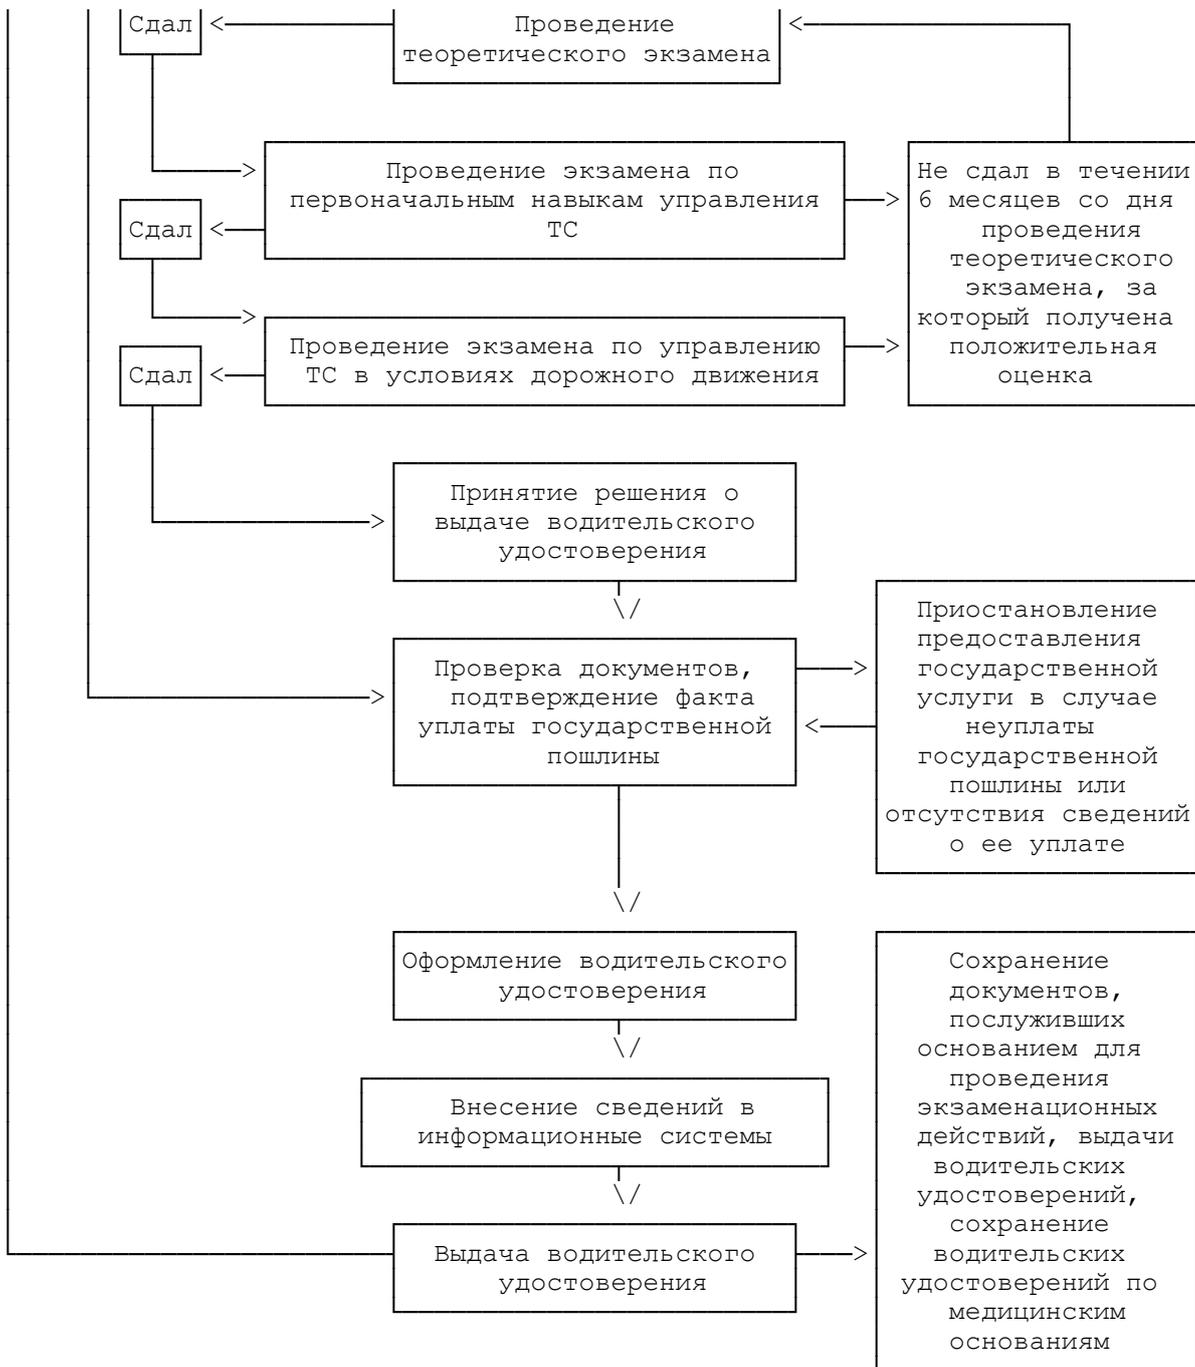 Сдал
Проведение
теоретического экзамена
Проведение экзамена по
первоначальным навыкам управления
ТС
Сдал
Не сдал в течении
6 месяцев со дня
проведения
теоретического
экзамена, за
который получена
положительная
оценка
Проведение экзамена по управлению
ТС в условиях дорожного движения
Сдал
Принятие решения о
выдаче водительского
удостоверения
Проверка документов,
подтверждение факта
уплаты государственной
пошлины
Приостановление
предоставления
государственной
услуги в случае
неуплаты
государственной
пошлины или
отсутствия сведений
о ее уплате
Оформление водительского
удостоверения
Внесение сведений в
информационные системы
Выдача водительского
удостоверения
Сохранение
документов,
послуживших
основанием для
проведения
экзаменационных
действий, выдачи
водительских
удостоверений,
сохранение
водительских
удостоверений по
медицинским
основаниям